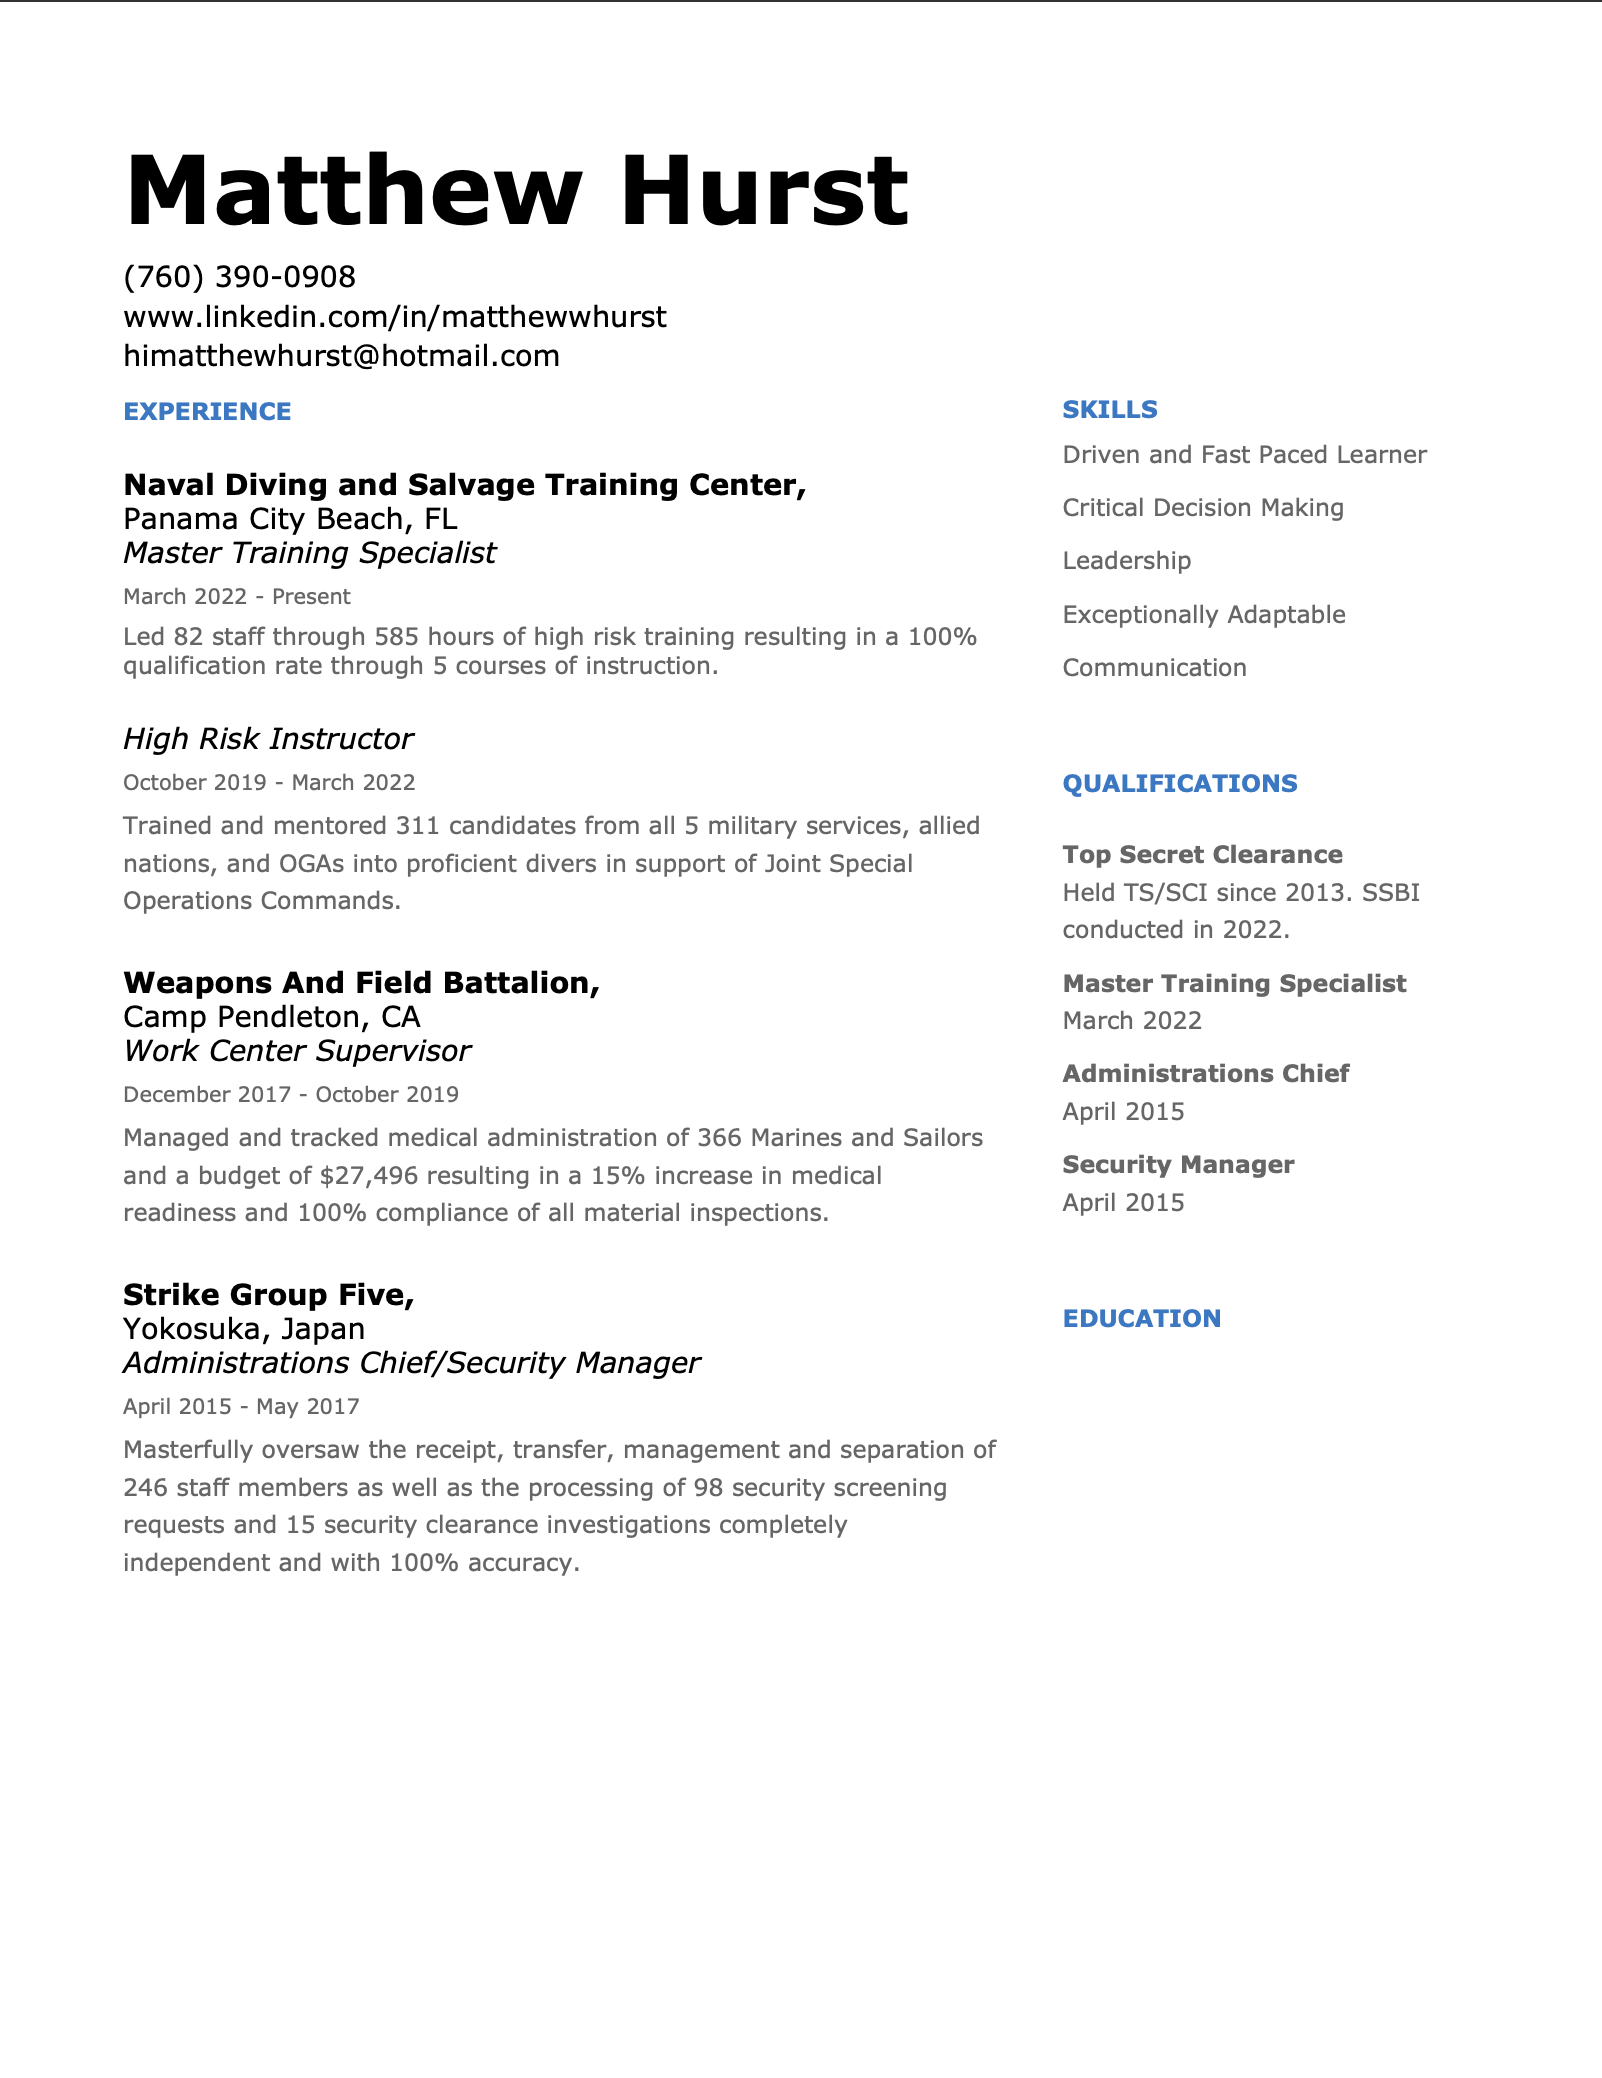 Matthew Hurst
(760) 390-0908
www.linkedin.com/in/matthewwhurst
himatthewhurst@hotmail.com
EXPERIENCE
Naval Diving and Salvage Training Center,
Panama City Beach, FL
Master Training Specialist
March 2022 - Present
Led 82 staff through 585 hours of high risk training resulting in a 100%
qualification rate through 5 courses of instruction.
High Risk Instructor
October 2019 - March 2022
Trained and mentored 311 candidates from all 5 military services, allied
nations, and OGAs into proficient divers in support of Joint Special
Operations Commands.
Weapons And Field Battalion,
Camp Pendleton, CA
Work Center Supervisor
December 2017 - October 2019
Managed and tracked medical administration of 366 Marines and Sailors
and a budget of $27,496 resulting in a 15% increase in medical
readiness and 100% compliance of all material inspections.
Strike Group Five,
Yokosuka, Japan
Administrations Chief/Security Manager
April 2015 - May 2017
Masterfully oversaw the receipt, transfer, management and separation of
246 staff members as well as the processing of 98 security screening
requests and 15 security clearance investigations completely
independent and with 100% accuracy.
SKILLS
Driven and Fast Paced Learner
Critical Decision Making
Leadership
Exceptionally Adaptable
Communication
QUALIFICATIONS
Top Secret Clearance
Held TS/SCI since 2013. SSBI
conducted in 2022.
Master Training Specialist
March 2022
Administrations Chief
April 2015
Security Manager
April 2015
EDUCATION